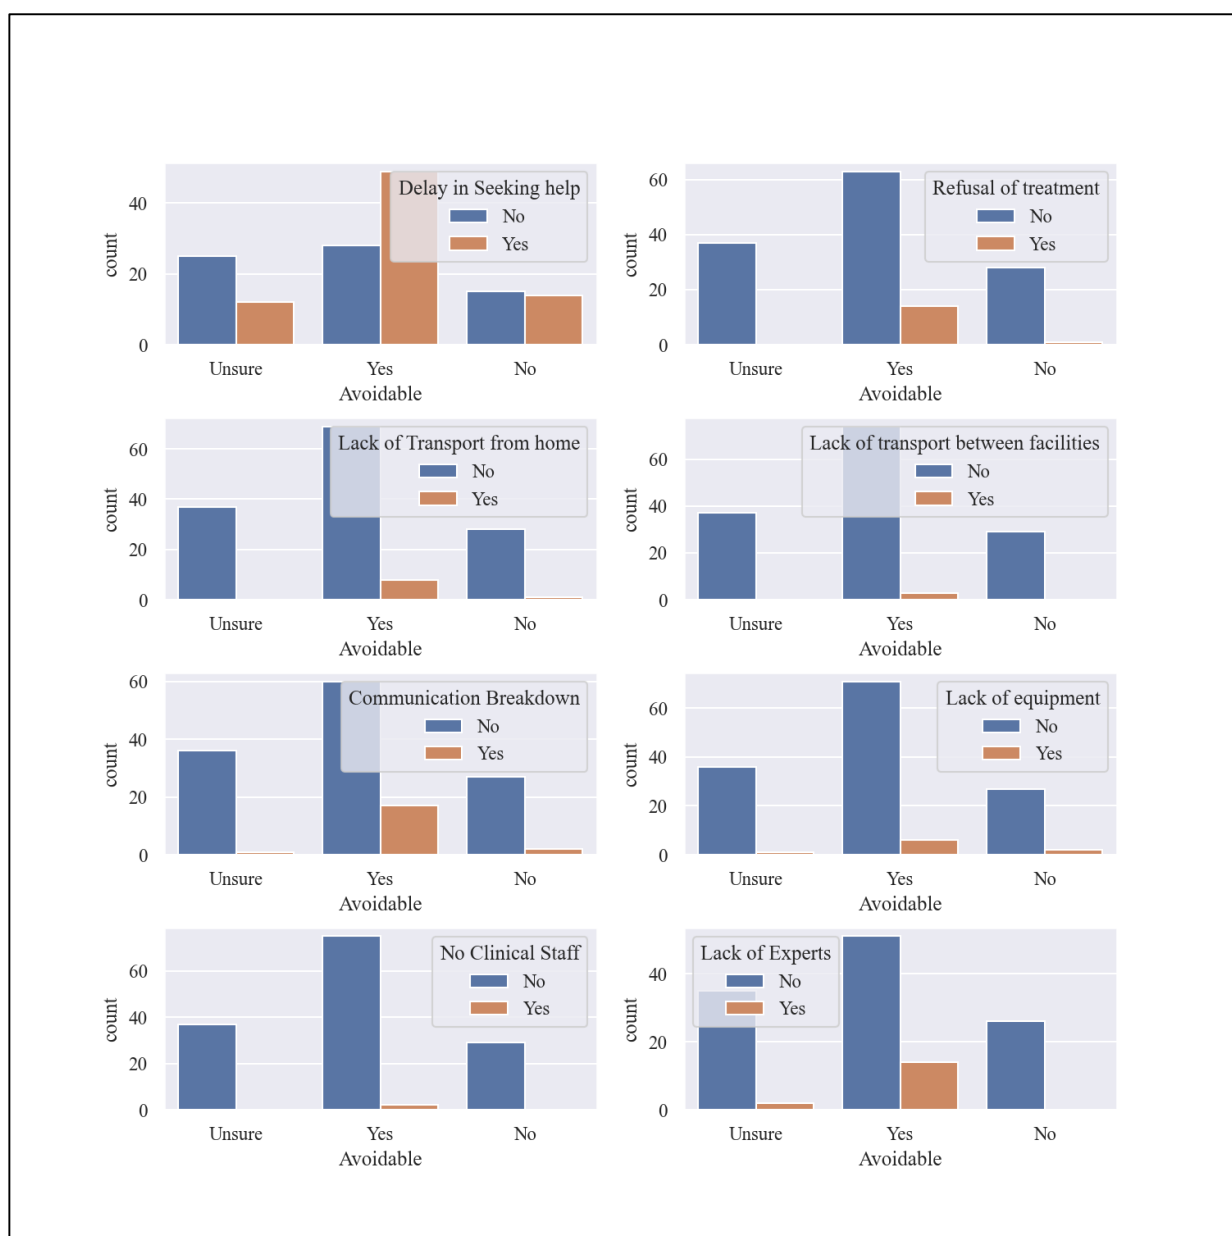 Delay in Seeking help
No
Yes
count
40
20
0
Unsure Yes No
Avoidable
Refusal of treatment
No
Yes
count
60
40
20
0
Unsure Yes No
Avoidable
Lack of Transport from home
No
Yes
count
60
40
20
0
Unsure Yes No
Avoidable
Lack of transport between facilities
No
Yes
count
60
40
20
0
Unsure Yes No
Avoidable
Communication Breakdown
No
Yes
count
60
40
20
0
Unsure Yes No
Avoidable
Lack of equipment
No
Yes
count
60
40
20
0
Unsure Yes No
Avoidable
No Clinical Staff
No
Yes
count
60
40
20
0
Unsure Yes No
Avoidable
Lack of Experts
No
Yes
count
40
20
0
Unsure Yes No
Avoidable